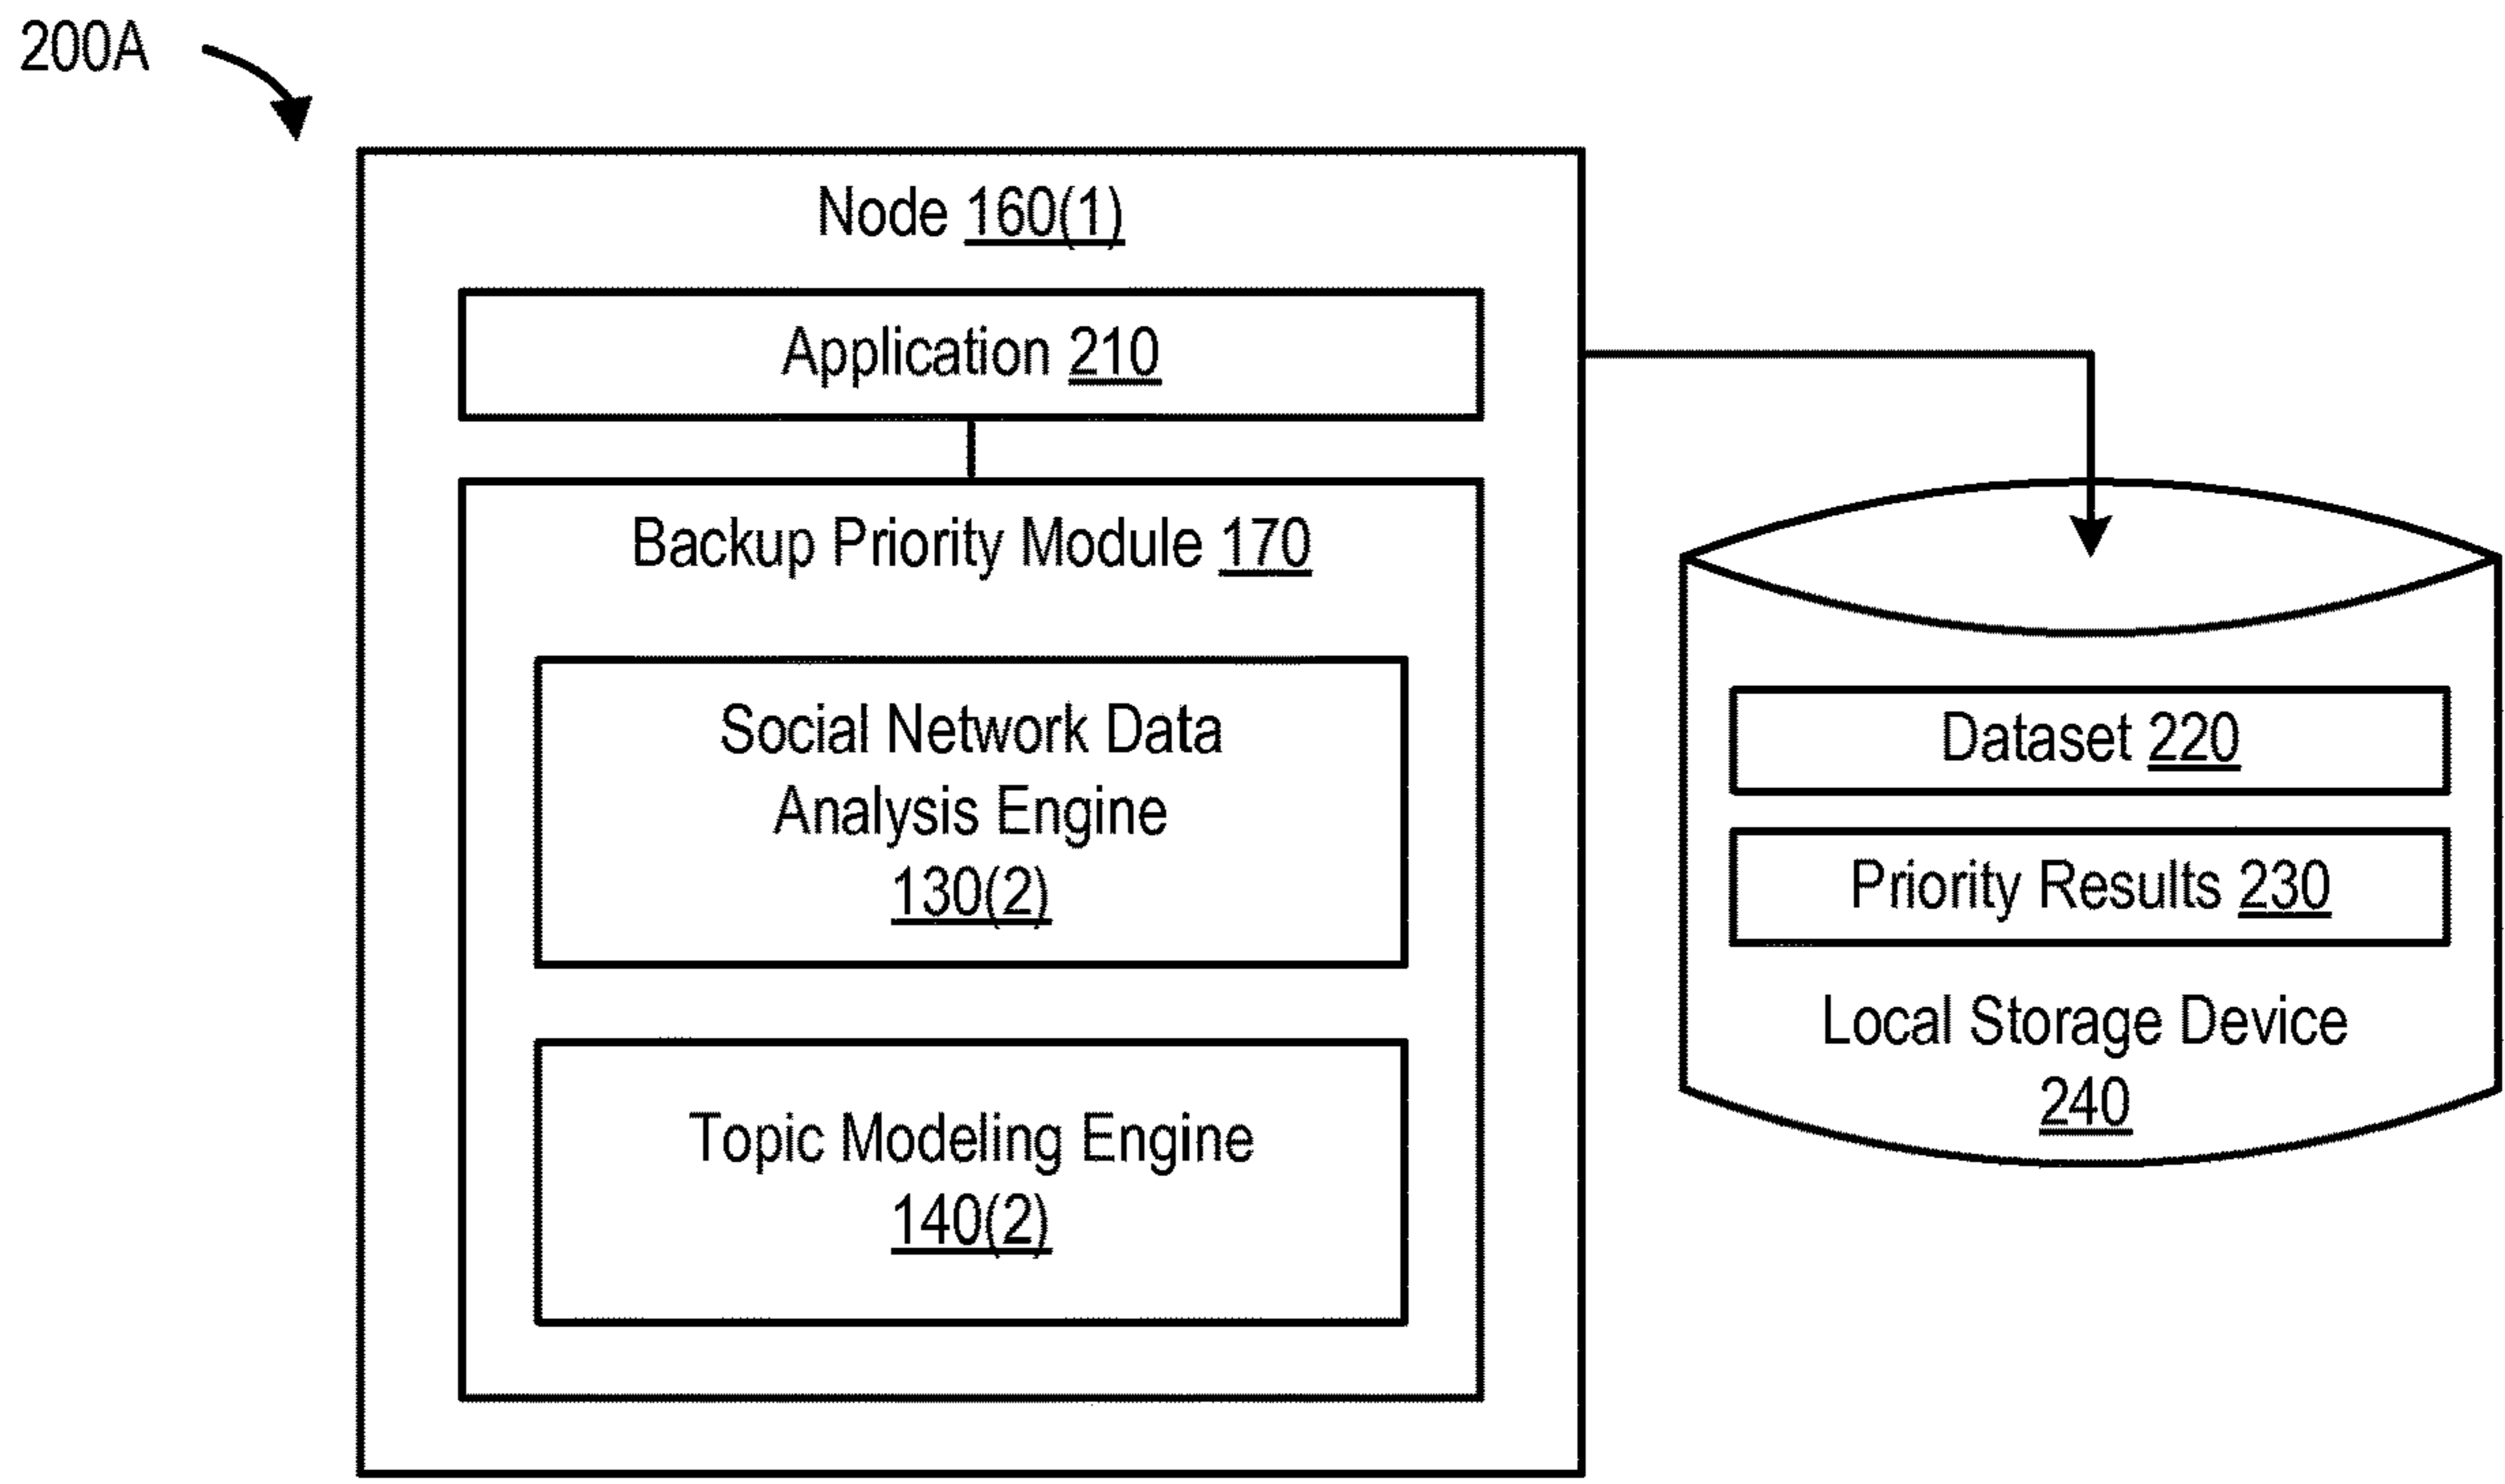 200A
Node 160(1)
Application 210
Backup Priority Module 170
Social Network Data
Analysis Engine
130(2)
Topic Modeling Engine
140(2)
Dataset 220
Priority Results 230
Local Storage Device
240